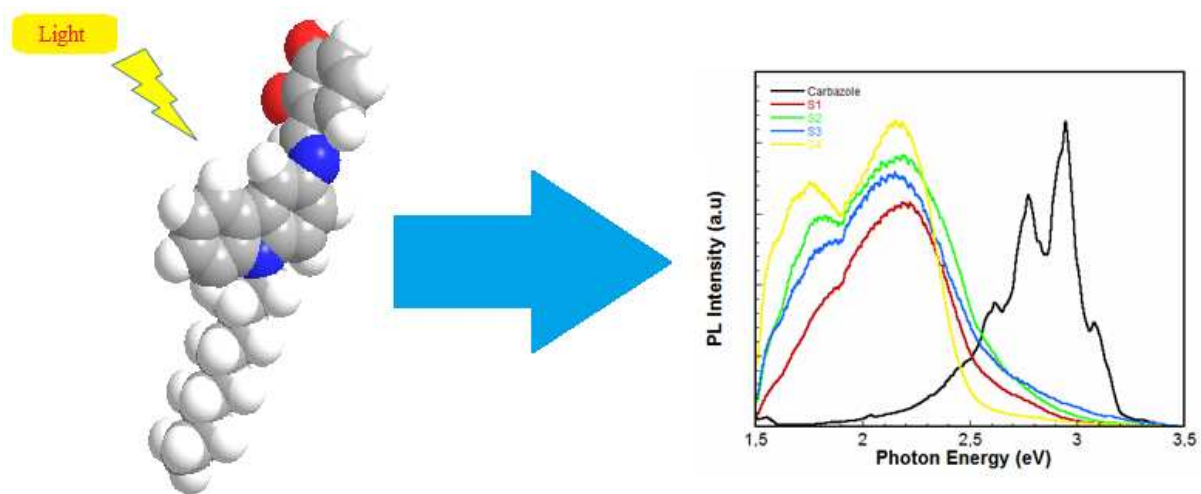 Light
Carbazole
S1
S2
S3
S4
PL Intensity (a.u)
1,5
2
2,5
3
3,5
Photon Energy (eV)